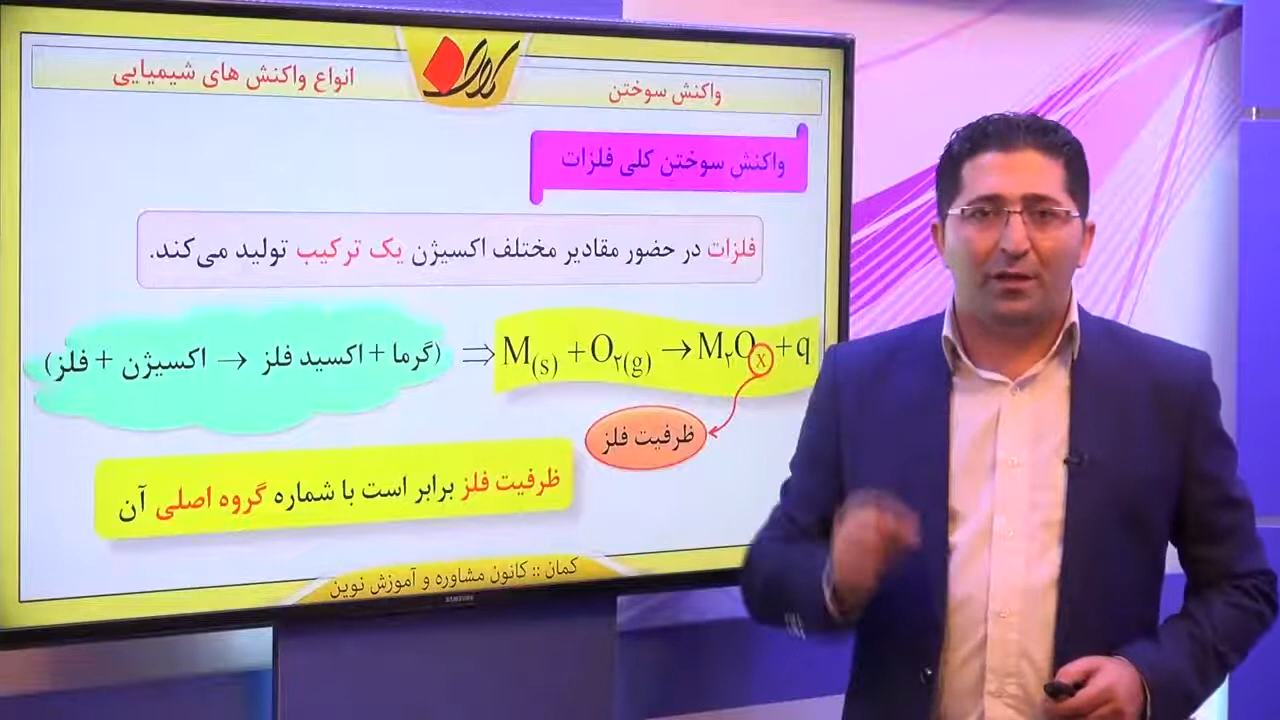 واکنش سوختن
انواع واکنش های شیمیایی
کمان
واکنش سوختن کلی فلزات
فلزات در حضور مقادیر مختلف اکسیژن یک ترکیب تولید می‌کند.
M(s) + O۲(g) → M۲Ox + q
⇒ (گرما + اکسید فلز → اکسیژن + فلز)
ظرفیت فلز
ظرفیت فلز برابر است با شماره گروه اصلی آن
کمان :: کانون مشاوره و آموزش نوین
SAMSUNG